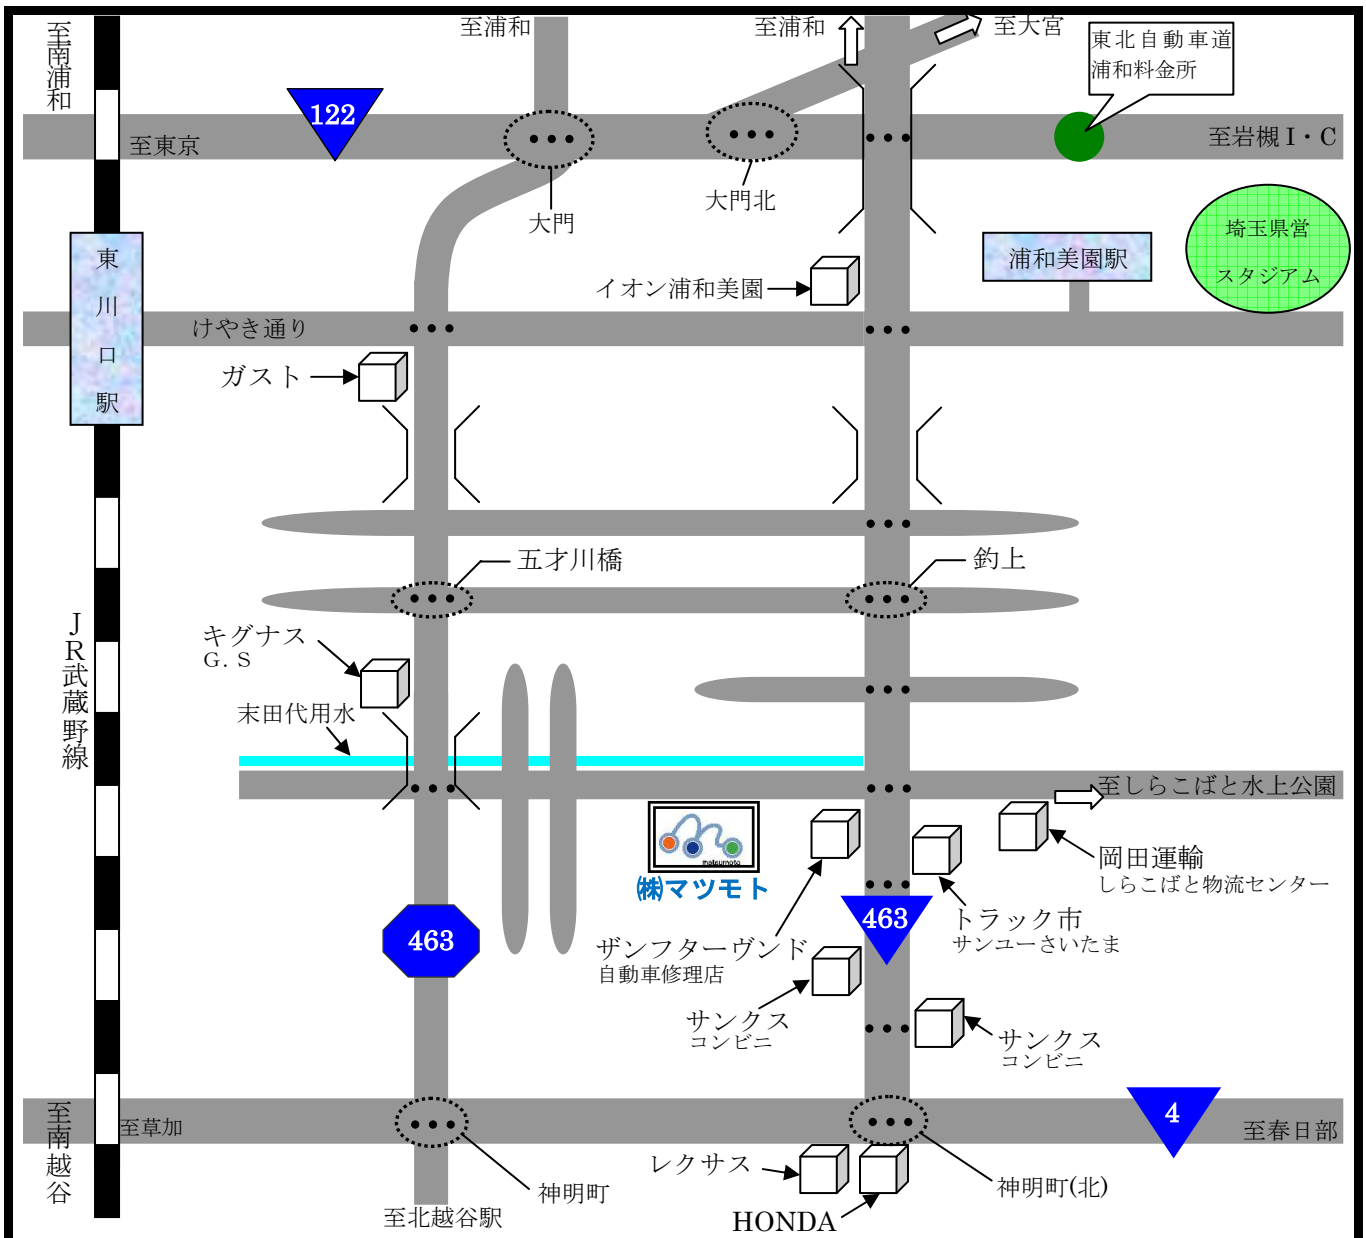 至南浦和
至浦和
至浦和
至大宮
東北自動車道
浦和料金所
122
至東京
至岩槻I・C
大門
大門北
東川口駅
イオン浦和美園
浦和美園駅
埼玉県営
スタジアム
けやき通り
ガスト
五才川橋
釣上
JR武蔵野線
キグナス
G.S
末田代用水
至しらこばと水上公園
matsumoto
㈱マツモト
岡田運輸
しらこばと物流センター
463
463
トラック市
サンユーさいたま
ザンフターヴンド
自動車修理店
サンクス
コンビニ
サンクス
コンビニ
至南越谷
至草加
4
至春日部
レクサス
神明町
神明町(北)
至北越谷駅
HONDA